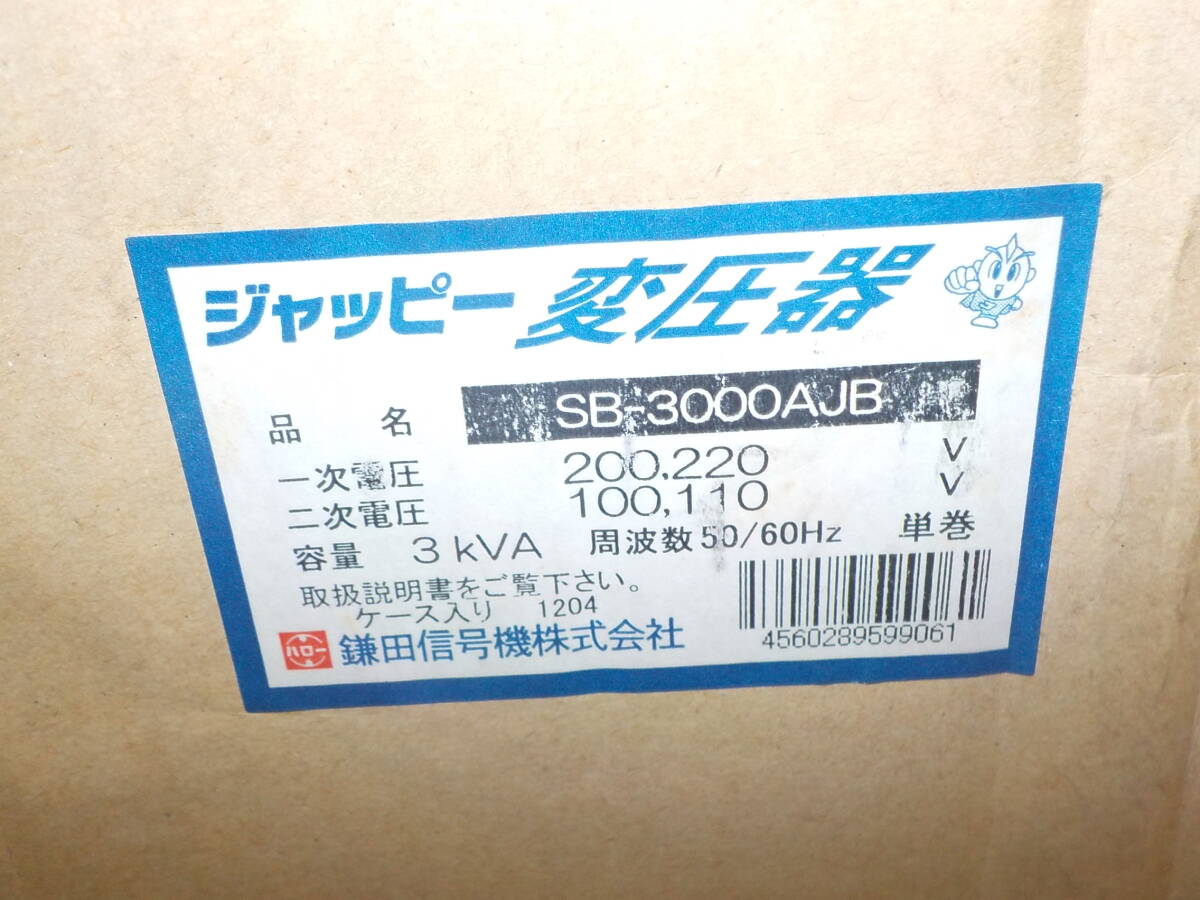 ジャッピー 変圧器
品名 SB-3000AJB
一次電圧 200,220 V
二次電圧 100,110 V
容量 3kVA 周波数50/60Hz 単巻
取扱説明書をご覧下さい。
ケース入り 1204
ハロー 鎌田信号機株式会社
4560289599061